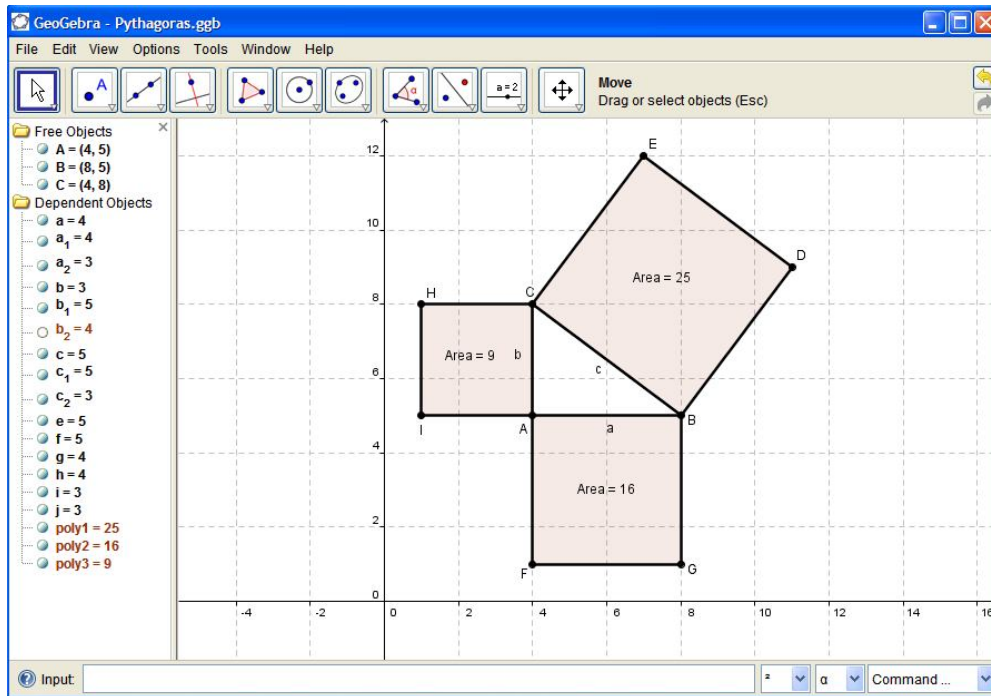 GeoGebra - Pythagoras.ggb
File Edit View Options Tools Window Help
A
α
a = 2
Move
Drag or select objects (Esc)
Free Objects
A = (4, 5)
B = (8, 5)
C = (4, 8)
Dependent Objects
a = 4
a₁ = 4
a₂ = 3
b = 3
b₁ = 5
b₂ = 4
c = 5
c₁ = 5
c₂ = 3
e = 5
f = 5
g = 4
h = 4
i = 3
j = 3
poly1 = 25
poly2 = 16
poly3 = 9
12
10
8
6
4
2
0
E
D
Area = 25
H C
Area = 9 b
c
I A a B
Area = 16
F G
-4 -2 0 2 4 6 8 10 12 14 16
Input: ² α Command ...